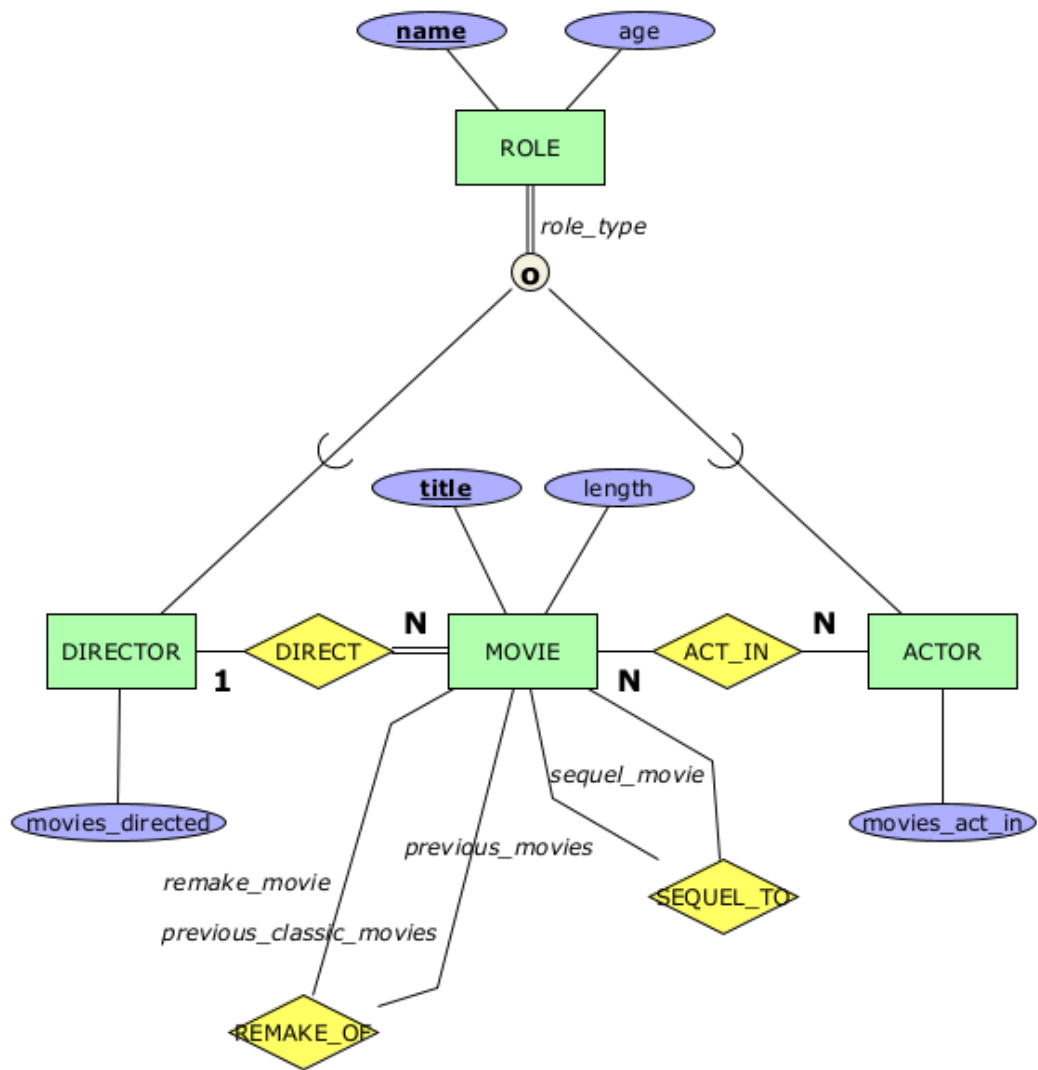 name
age
ROLE
role_type
o
title
length
DIRECTOR
1
DIRECT
N
MOVIE
N
ACT_IN
N
ACTOR
sequel_movie
movies_directed
previous_movies
movies_act_in
remake_movie
SEQUEL_TO
previous_classic_movies
REMAKE_OF